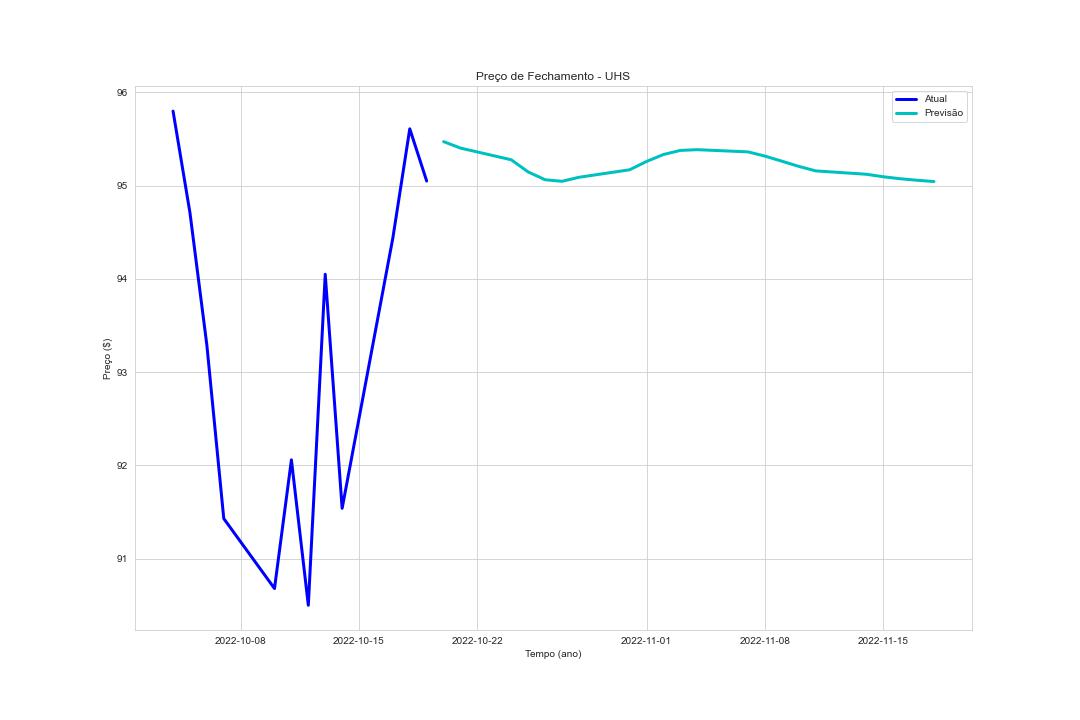 Preço de Fechamento - UHS
Atual
Previsão
96
95
94
93
92
91
Preço ($)
2022-10-08
2022-10-15
2022-10-22
2022-11-01
2022-11-08
2022-11-15
Tempo (ano)